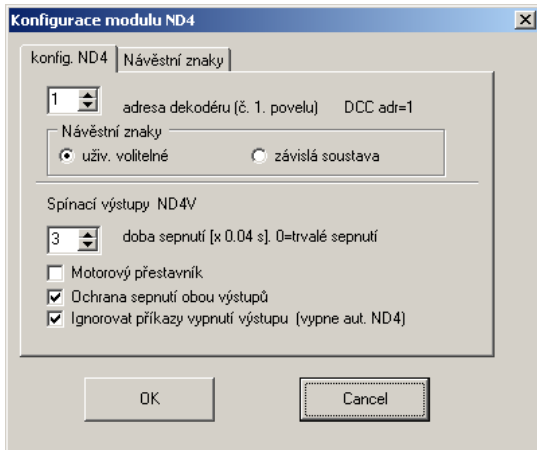 Konfigurace modulu ND4
konfig. ND4 Návěstní znaky
1 adresa dekodéru (č. 1. povelu) DCC adr=1
Návěstní znaky
uživ. volitelné závislá soustava
Spínací výstupy ND4V
3 doba sepnutí [x 0.04 s]. 0=trvalé sepnutí
Motorový přestavník
Ochrana sepnutí obou výstupů
Ignorovat příkazy vypnutí výstupu (vypne aut. ND4)
OK Cancel